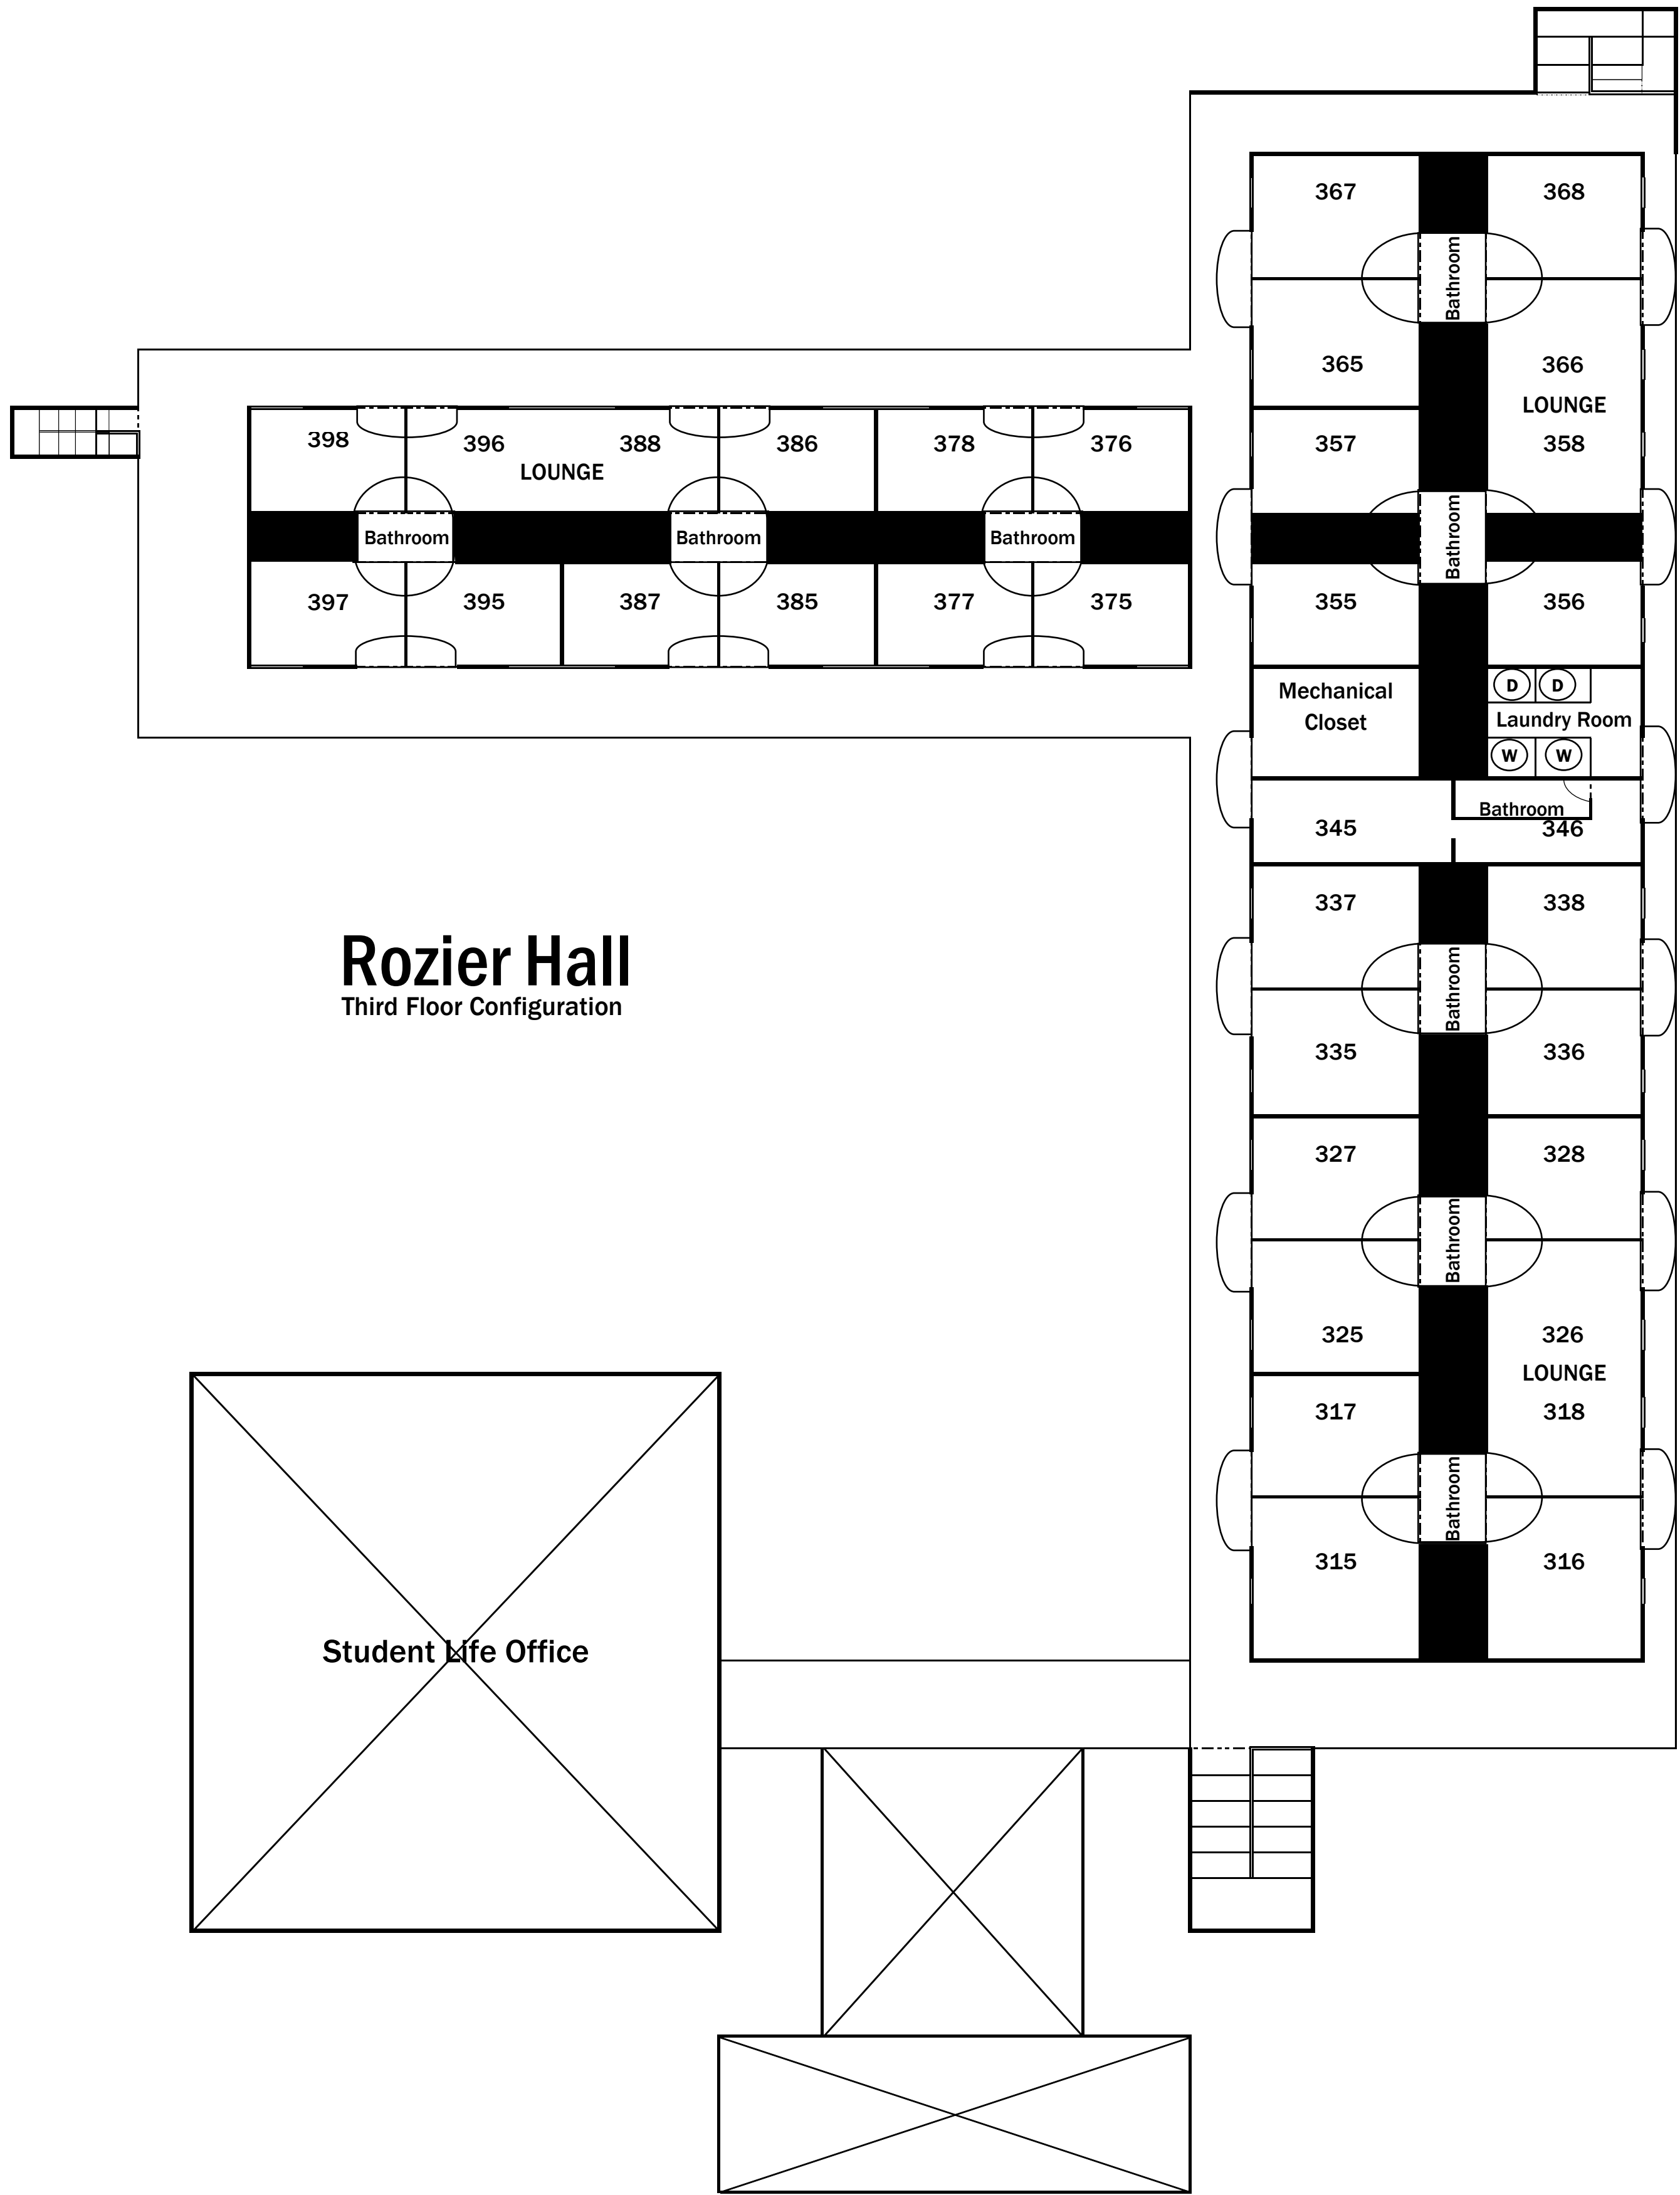 367 368
Bathroom
365 366
LOUNGE
357 358
398 396 388 386 378 376
LOUNGE
Bathroom Bathroom Bathroom
Bathroom
397 395 387 385 377 375
355 356
Mechanical
Closet
D D
Laundry Room
W W
Bathroom
345 346
337 338
Bathroom
335 336
Rozier Hall
Third Floor Configuration
327 328
Bathroom
325 326
LOUNGE
317 318
Bathroom
315 316
Student Life Office